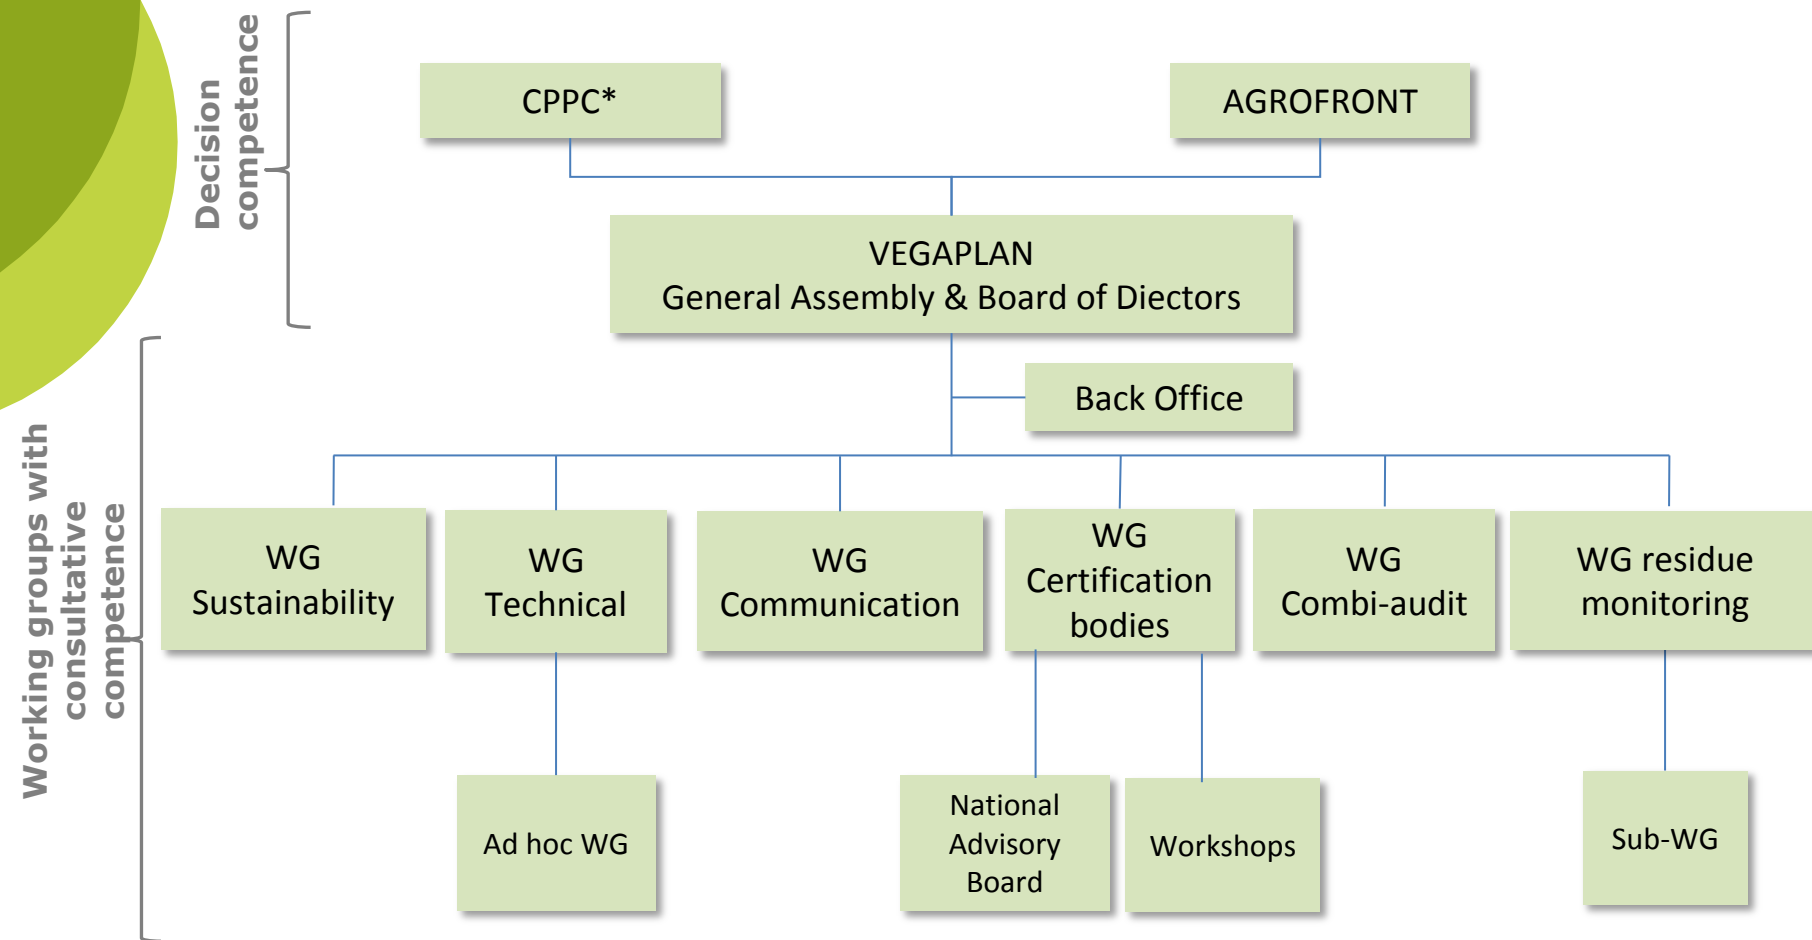 Decision
competence
CPPC*
AGROFRONT
VEGAPLAN
General Assembly & Board of Diectors
Back Office
Working groups with
consultative
competence
WG
Sustainability
WG
Technical
WG
Communication
WG
Certification
bodies
WG
Combi-audit
WG residue
monitoring
Ad hoc WG
National
Advisory
Board
Workshops
Sub-WG